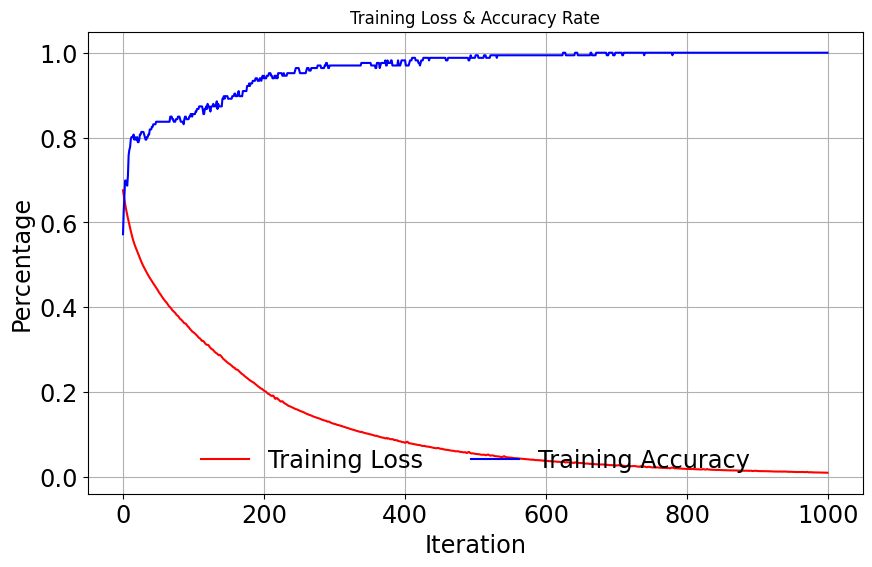 Training Loss & Accuracy Rate
1.0
0.8
0.6
0.4
0.2
0.0
Percentage
Training Loss
Training Accuracy
0 200 400 600 800 1000
Iteration